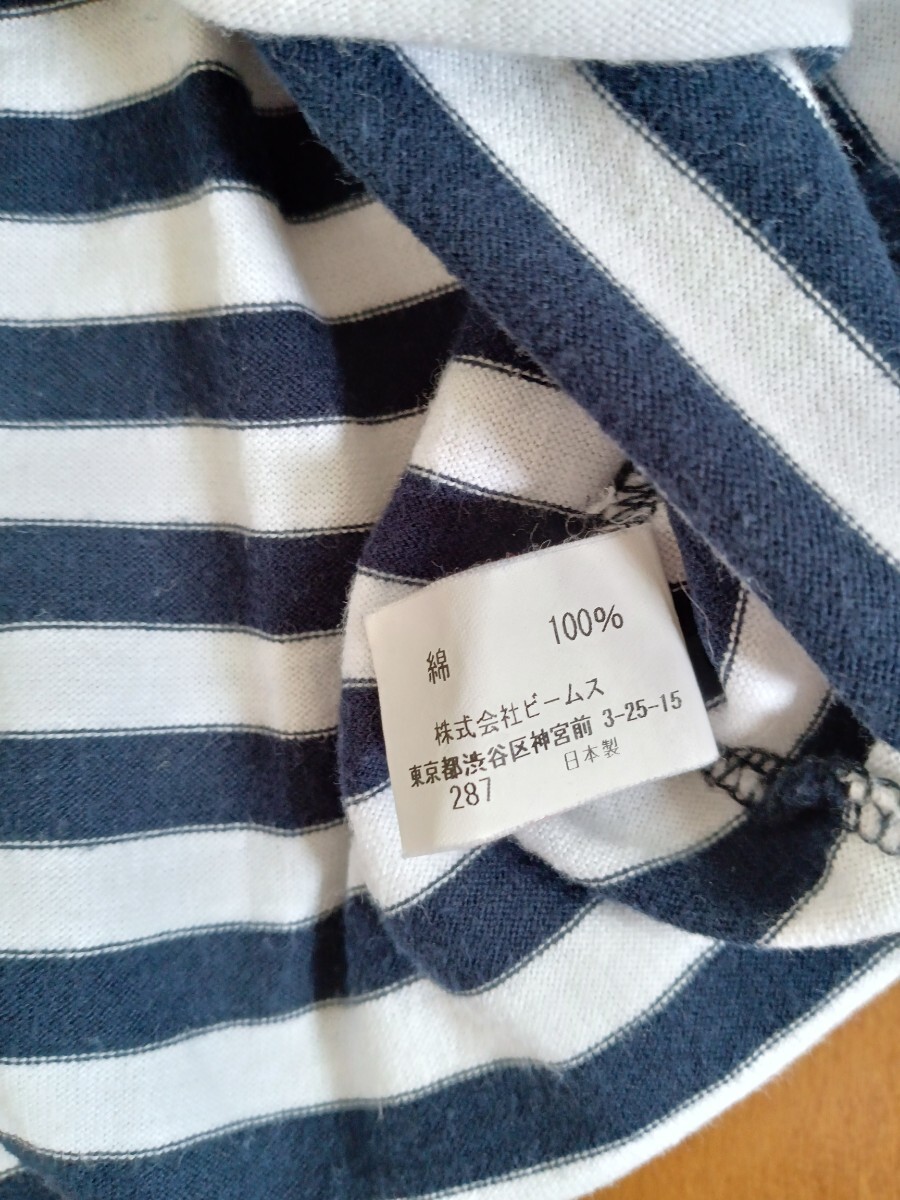 綿 100%
株式会社ビームス
東京都渋谷区神宮前 3-25-15
287 日本製